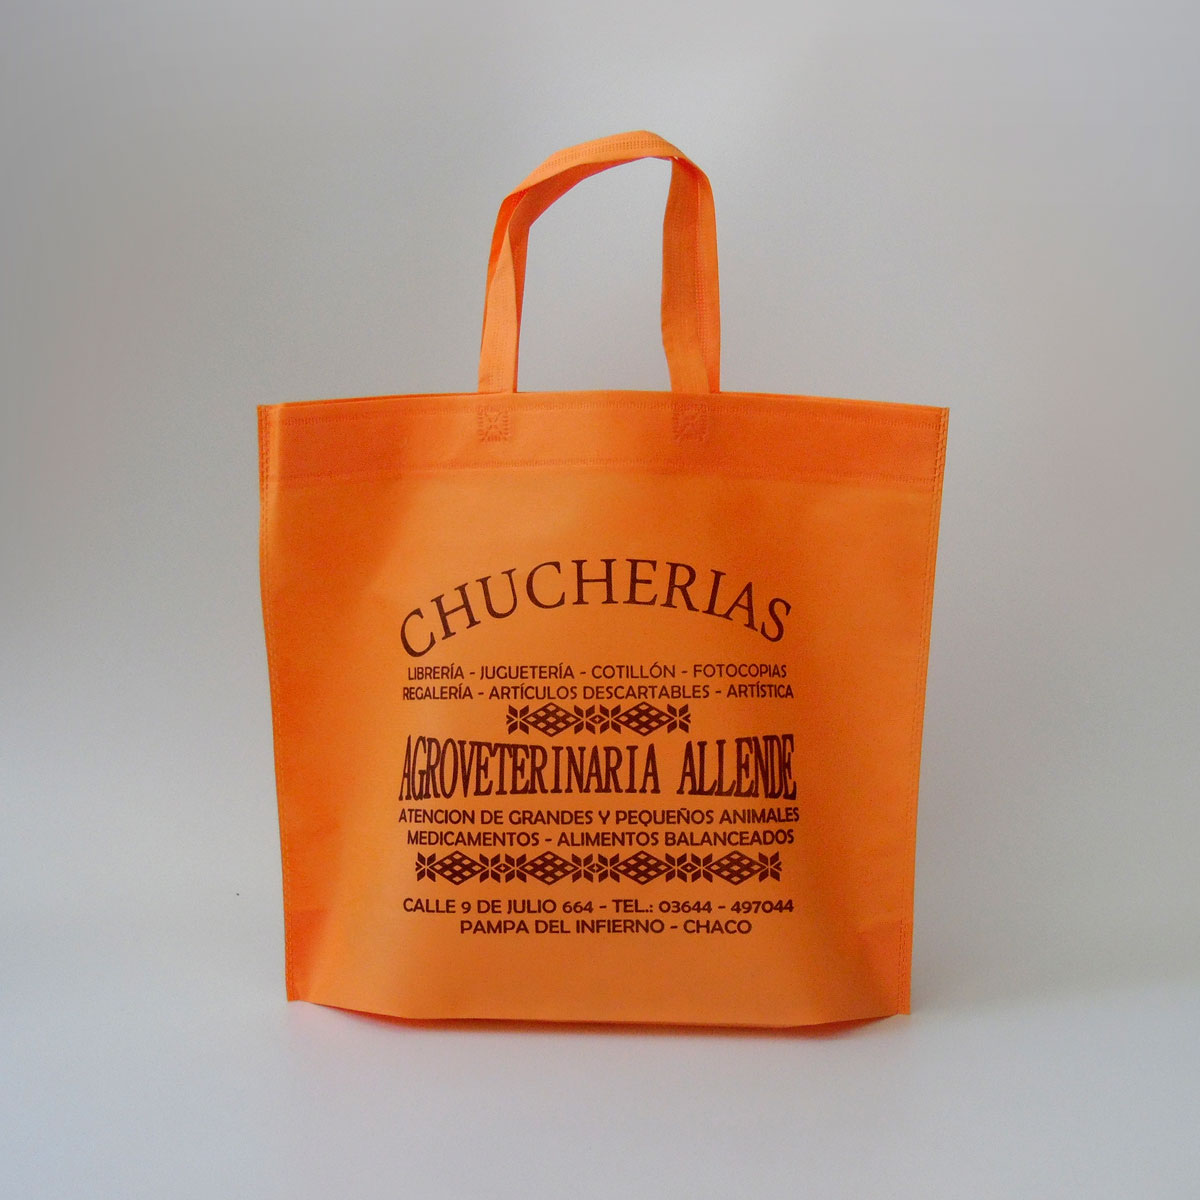 CHUCHERIAS
LIBRERÍA - JUGUETERÍA - COTILLÓN - FOTOCOPIAS
REGALERÍA - ARTÍCULOS DESCARTABLES - ARTÍSTICA
AGROVETERINARIA ALLENDE
ATENCION DE GRANDES Y PEQUEÑOS ANIMALES
MEDICAMENTOS - ALIMENTOS BALANCEADOS
CALLE 9 DE JULIO 664 - TEL.: 03644 - 497044
PAMPA DEL INFIERNO - CHACO